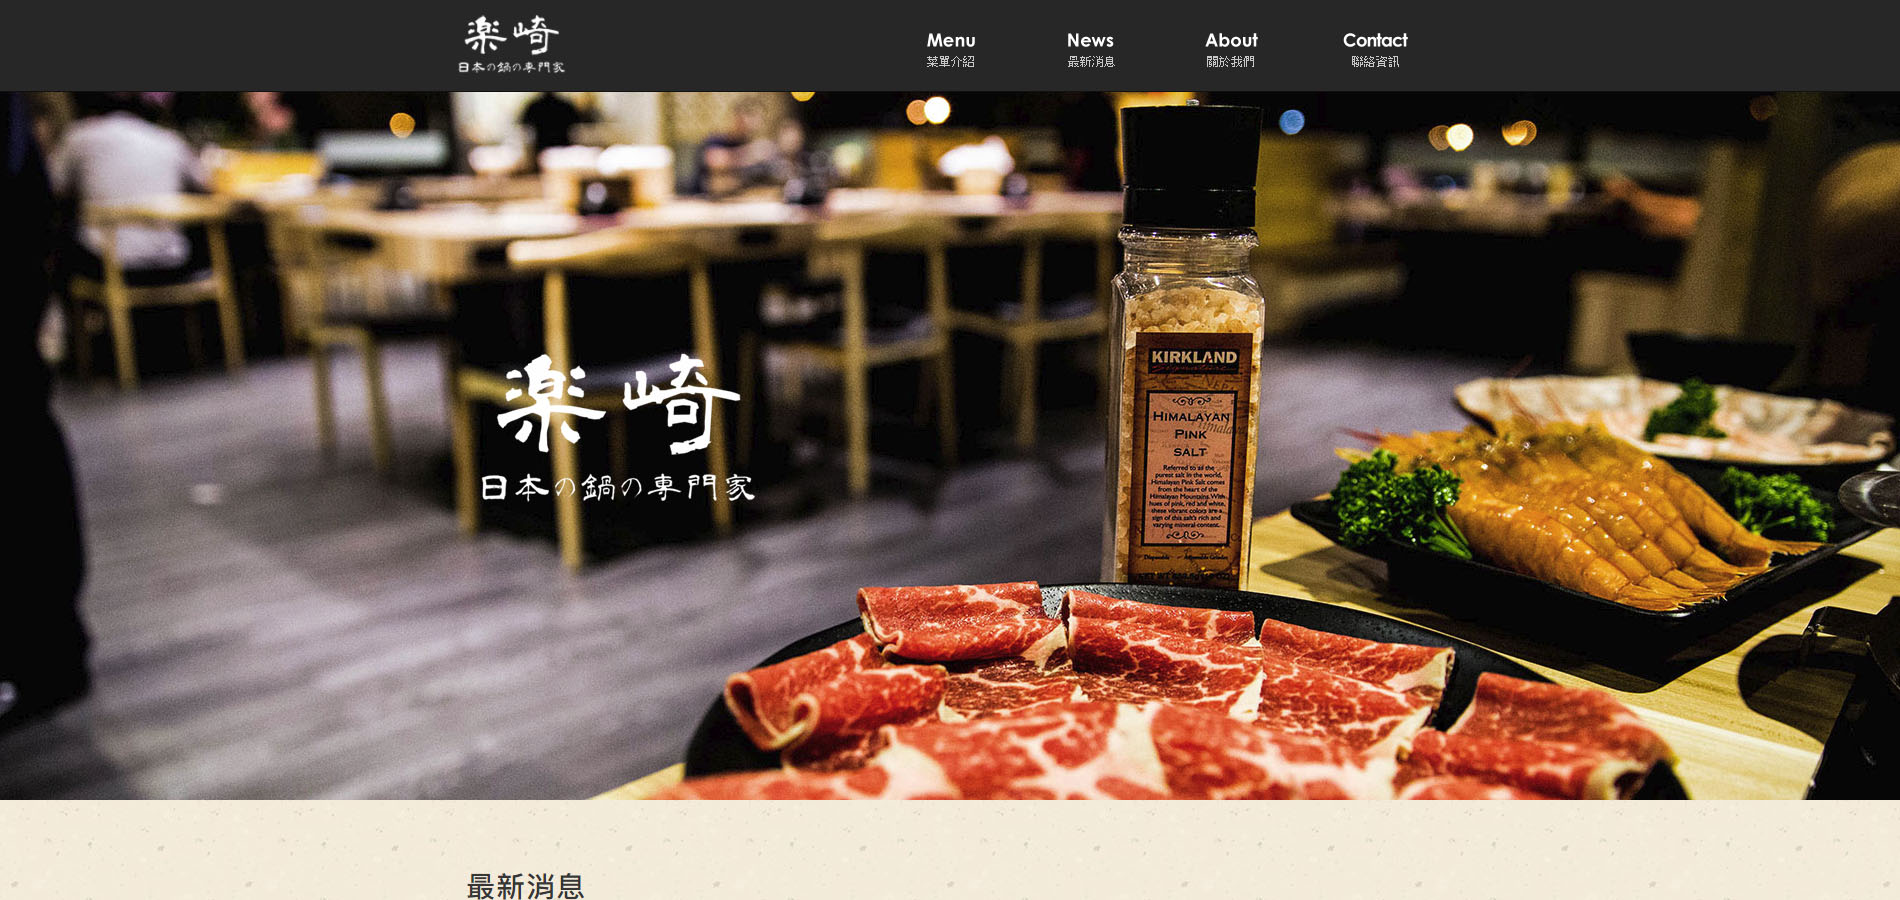 楽崎
日本の鍋の専門家
Menu
菜單介紹
News
最新消息
About
關於我們
Contact
聯絡資訊
楽崎
日本の鍋の専門家
KIRKLAND
Signature
HIMALAYAN
PINK
SALT
Referred to as the
purest salt in the world,
Himalayan Pink Salt comes
from the heart of the
Himalayan Mountains. With
hues of pink, red and white,
these vibrant colors are a
sign of this salt's rich and
varying mineral content.
最新消息